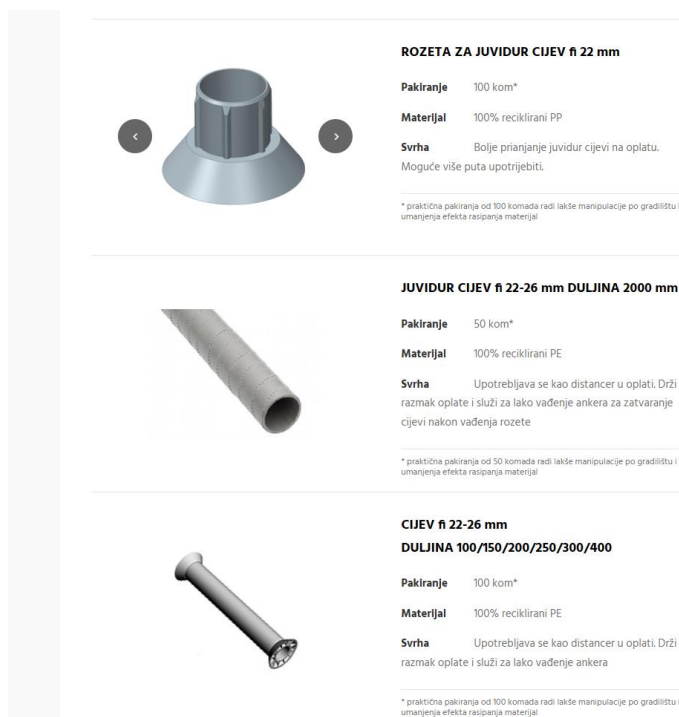 ROZETA ZA JUVIDUR CIJEV fi 22 mm
Pakiranje 100 kom*
Materijal 100% reciklirani PP
Svrha Bolje prianjanje juvidur cijevi na oplatu.
Moguće više puta upotrijebiti.
* praktična pakiranja od 100 komada radi lakše manipulacije po gradilištu i
umanjenja efekta rasipanja materijal
JUVIDUR CIJEV fi 22-26 mm DULJINA 2000 mm
Pakiranje 50 kom*
Materijal 100% reciklirani PE
Svrha Upotrebljava se kao distancer u oplati. Drži
razmak oplate i služi za lako vađenje ankera za zatvaranje
cijevi nakon vađenja rozete
* praktična pakiranja od 50 komada radi lakše manipulacije po gradilištu i
umanjenja efekta rasipanja materijal
CIJEV fi 22-26 mm
DULJINA 100/150/200/250/300/400
Pakiranje 100 kom*
Materijal 100% reciklirani PE
Svrha Upotrebljava se kao distancer u oplati. Drži
razmak oplate i služi za lako vađenje ankera
* praktična pakiranja od 100 komada radi lakše manipulacije po gradilištu i
umanjenja efekta rasipanja materijal